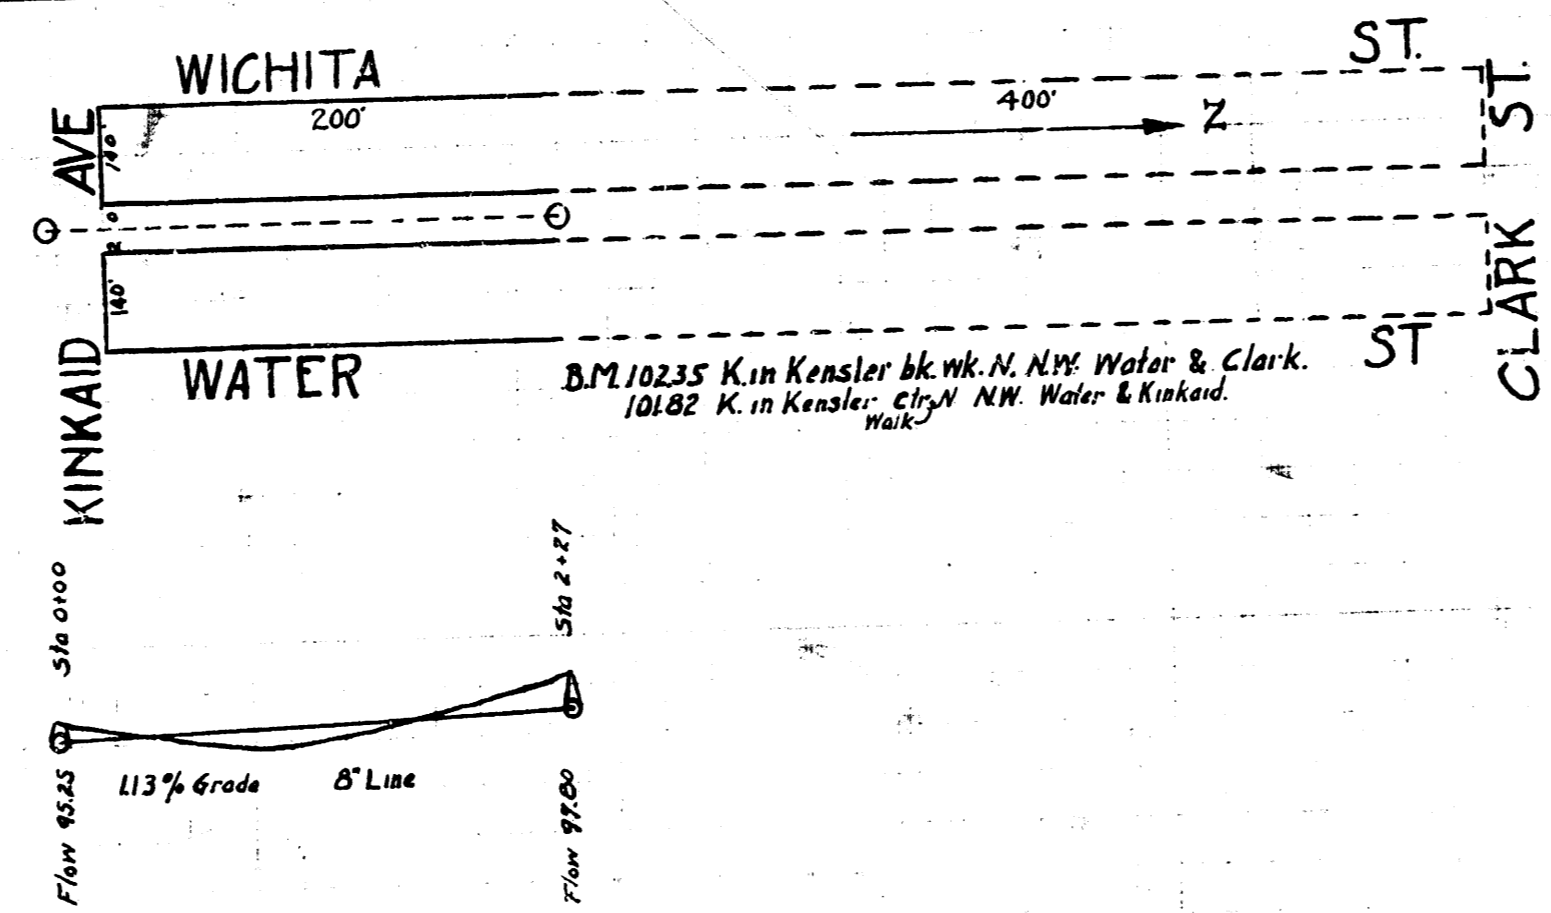 WICHITA ST.
200' 400'
Z
140'
20
140'
KINKAID AVE
CLARK ST.
WATER ST
B.M. 102.35 K. in Kensler bk. wk. N. N.W. Water & Clark.
101.82 K. in Kensler ctr. N N.W. Water & Kinkaid.
Walk
Sta 0+00
Sta 2+27
1.13% Grade 8" Line
Flow 95.25
Flow 97.80